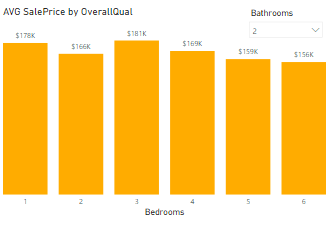 AVG SalePrice by OverallQual
Bathrooms
2
$178K
$166K
$181K
$169K
$159K
$156K
1
2
3
4
5
6
Bedrooms